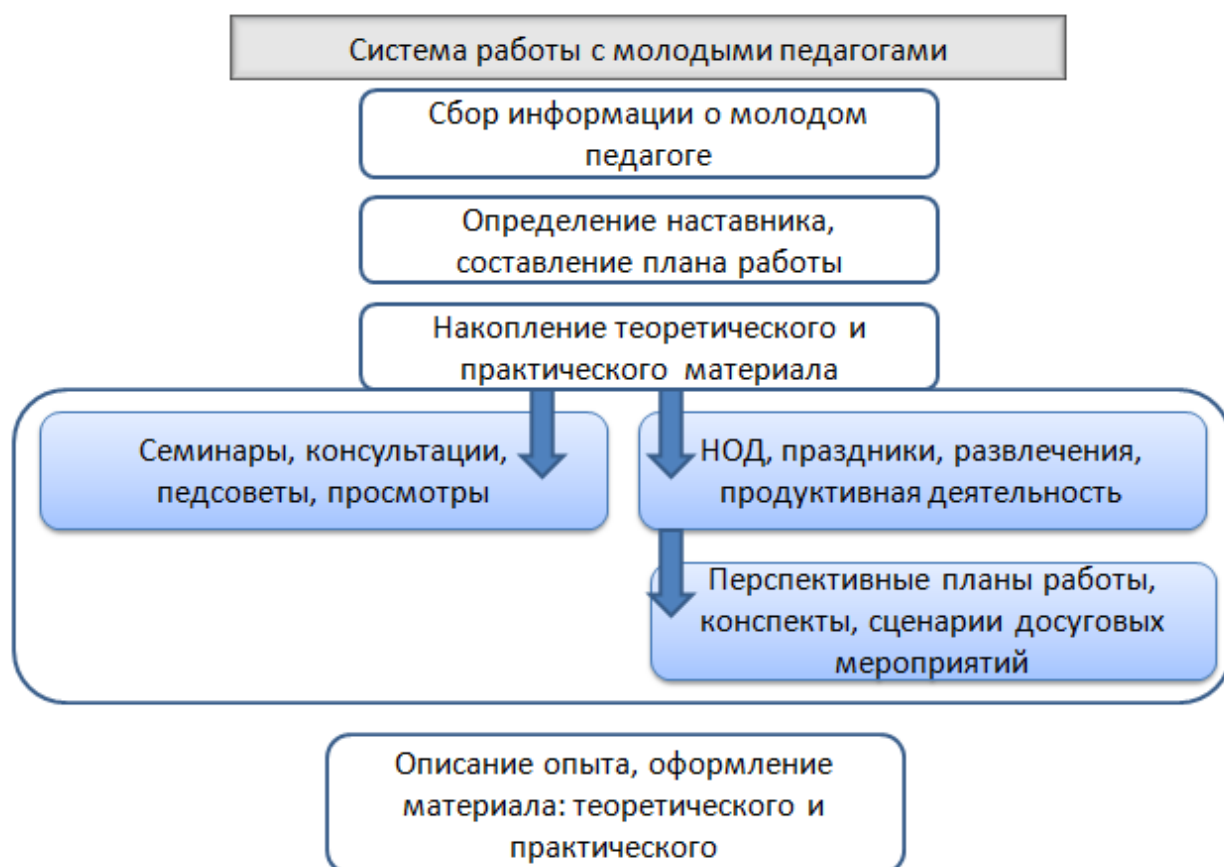 Система работы с молодыми педагогами
Сбор информации о молодом
педагоге
Определение наставника,
составление плана работы
Накопление теоретического и
практического материала
Семинары, консультации,
педсоветы, просмотры
НОД, праздники, развлечения,
продуктивная деятельность
Перспективные планы работы,
конспекты, сценарии досуговых
мероприятий
Описание опыта, оформление
материала: теоретического и
практического